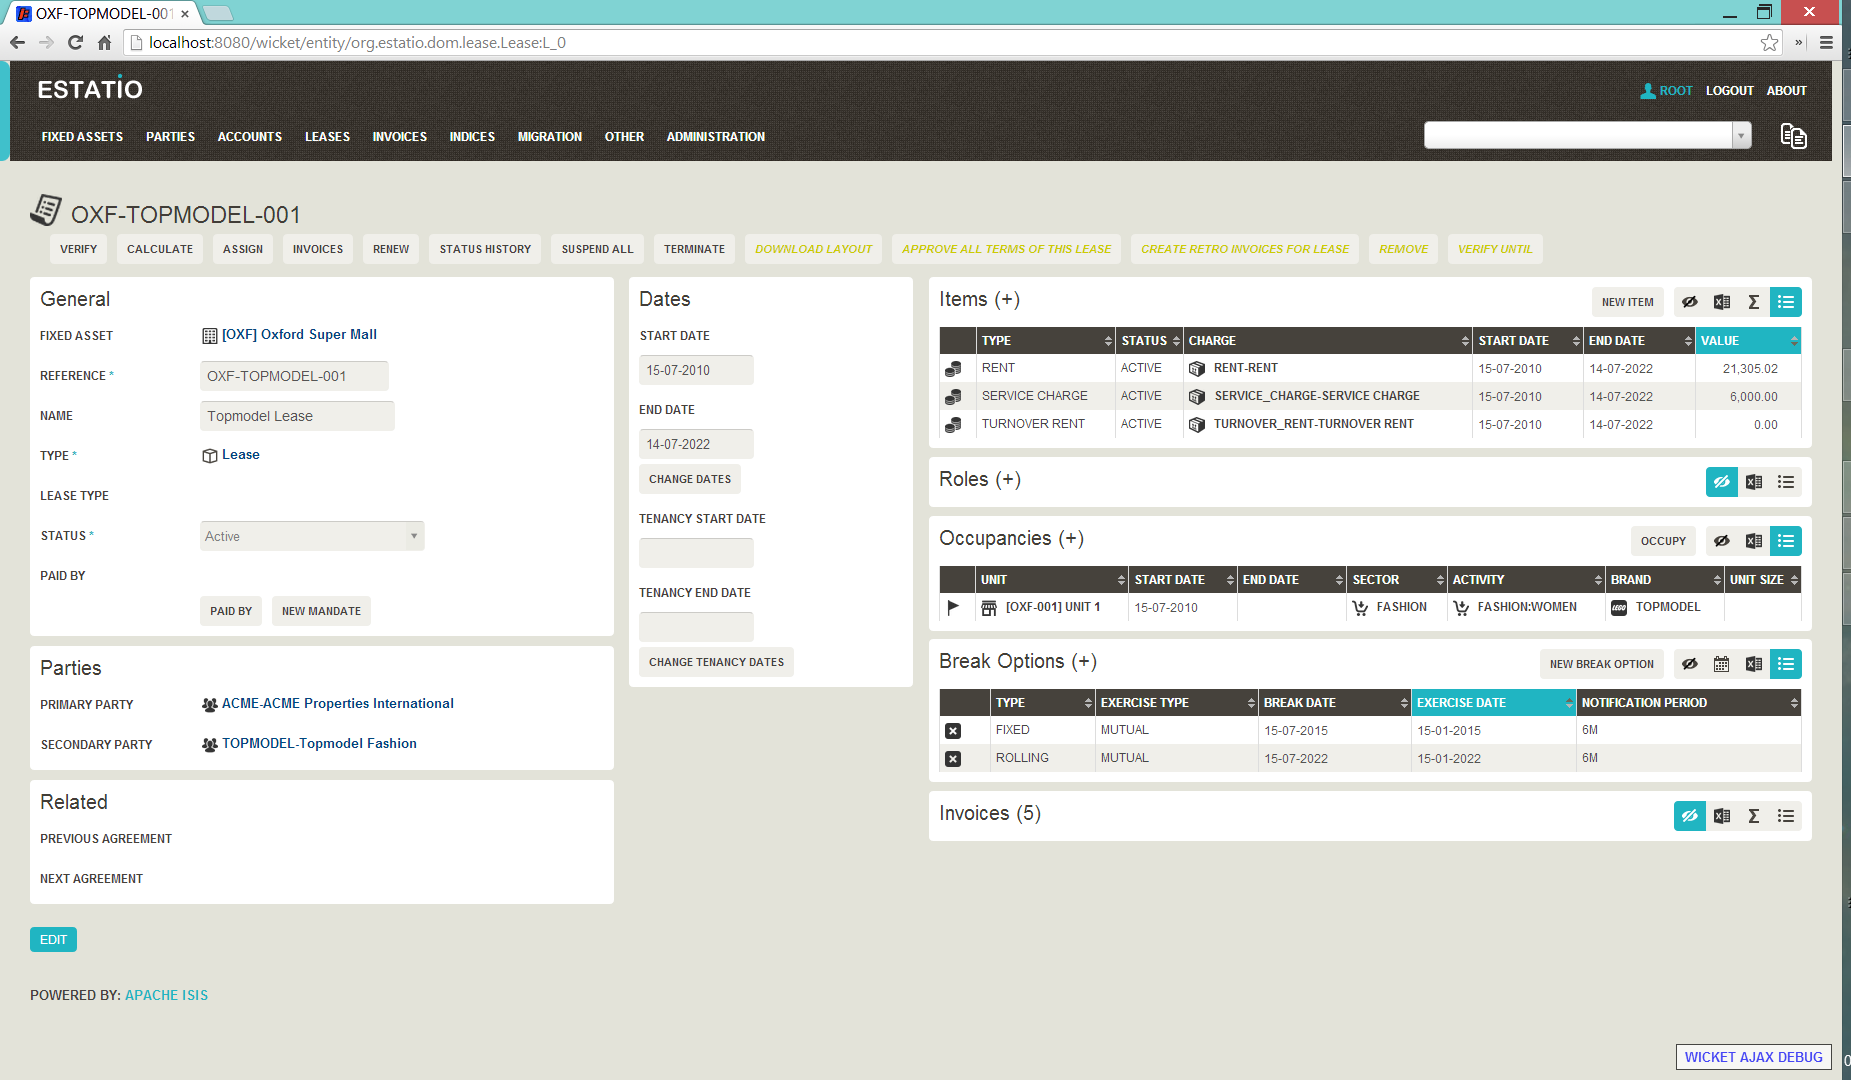 OXF-TOPMODEL-001
localhost:8080/wicket/entity/org.estatio.dom.lease.Lease:L_0
ESTATIO
ROOT LOGOUT ABOUT
FIXED ASSETS PARTIES ACCOUNTS LEASES INVOICES INDICES MIGRATION OTHER ADMINISTRATION
OXF-TOPMODEL-001
VERIFY CALCULATE ASSIGN INVOICES RENEW STATUS HISTORY SUSPEND ALL TERMINATE DOWNLOAD LAYOUT APPROVE ALL TERMS OF THIS LEASE CREATE RETRO INVOICES FOR LEASE REMOVE VERIFY UNTIL
General
FIXED ASSET [OXF] Oxford Super Mall
REFERENCE * OXF-TOPMODEL-001
NAME Topmodel Lease
TYPE * Lease
LEASE TYPE
STATUS * Active
PAID BY
PAID BY NEW MANDATE
Parties
PRIMARY PARTY ACME-ACME Properties International
SECONDARY PARTY TOPMODEL-Topmodel Fashion
Related
PREVIOUS AGREEMENT
NEXT AGREEMENT
EDIT
POWERED BY: APACHE ISIS
Dates
START DATE
15-07-2010
END DATE
14-07-2022
CHANGE DATES
TENANCY START DATE
TENANCY END DATE
CHANGE TENANCY DATES
Items (+) NEW ITEM
TYPE STATUS CHARGE START DATE END DATE VALUE
RENT ACTIVE RENT-RENT 15-07-2010 14-07-2022 21,305.02
SERVICE CHARGE ACTIVE SERVICE_CHARGE-SERVICE CHARGE 15-07-2010 14-07-2022 6,000.00
TURNOVER RENT ACTIVE TURNOVER_RENT-TURNOVER RENT 15-07-2010 14-07-2022 0.00
Roles (+)
Occupancies (+) OCCUPY
UNIT START DATE END DATE SECTOR ACTIVITY BRAND UNIT SIZE
[OXF-001] UNIT 1 15-07-2010 FASHION FASHION:WOMEN TOPMODEL
Break Options (+) NEW BREAK OPTION
TYPE EXERCISE TYPE BREAK DATE EXERCISE DATE NOTIFICATION PERIOD
FIXED MUTUAL 15-07-2015 15-01-2015 6M
ROLLING MUTUAL 15-07-2022 15-01-2022 6M
Invoices (5)
WICKET AJAX DEBUG